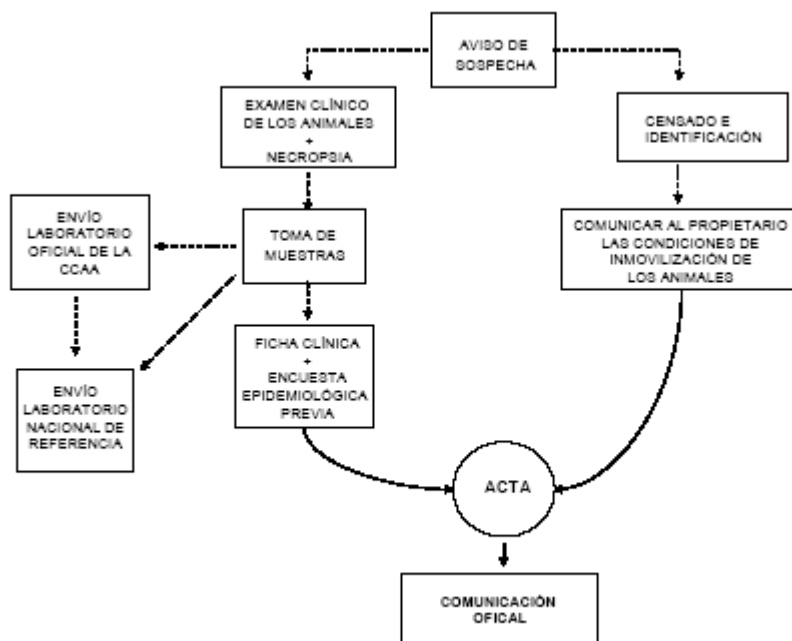 AVISO DE
SOSPECHA
EXAMEN CLÍNICO
DE LOS ANIMALES
+
NECROPSIA
CENSADO E
IDENTIFICACIÓN
ENVÍO
LABORATORIO
OFICIAL DE LA
CCAA
TOMA DE
MUESTRAS
COMUNICAR AL PROPIETARIO
LAS CONDICIONES DE
INMOVILIZACIÓN DE
LOS ANIMALES
FICHA CLÍNICA
+
ENCUESTA
EPIDEMIOLÓGICA
PREVIA
ENVÍO
LABORATORIO
NACIONAL DE
REFERENCIA
ACTA
COMUNICACIÓN
OFICAL